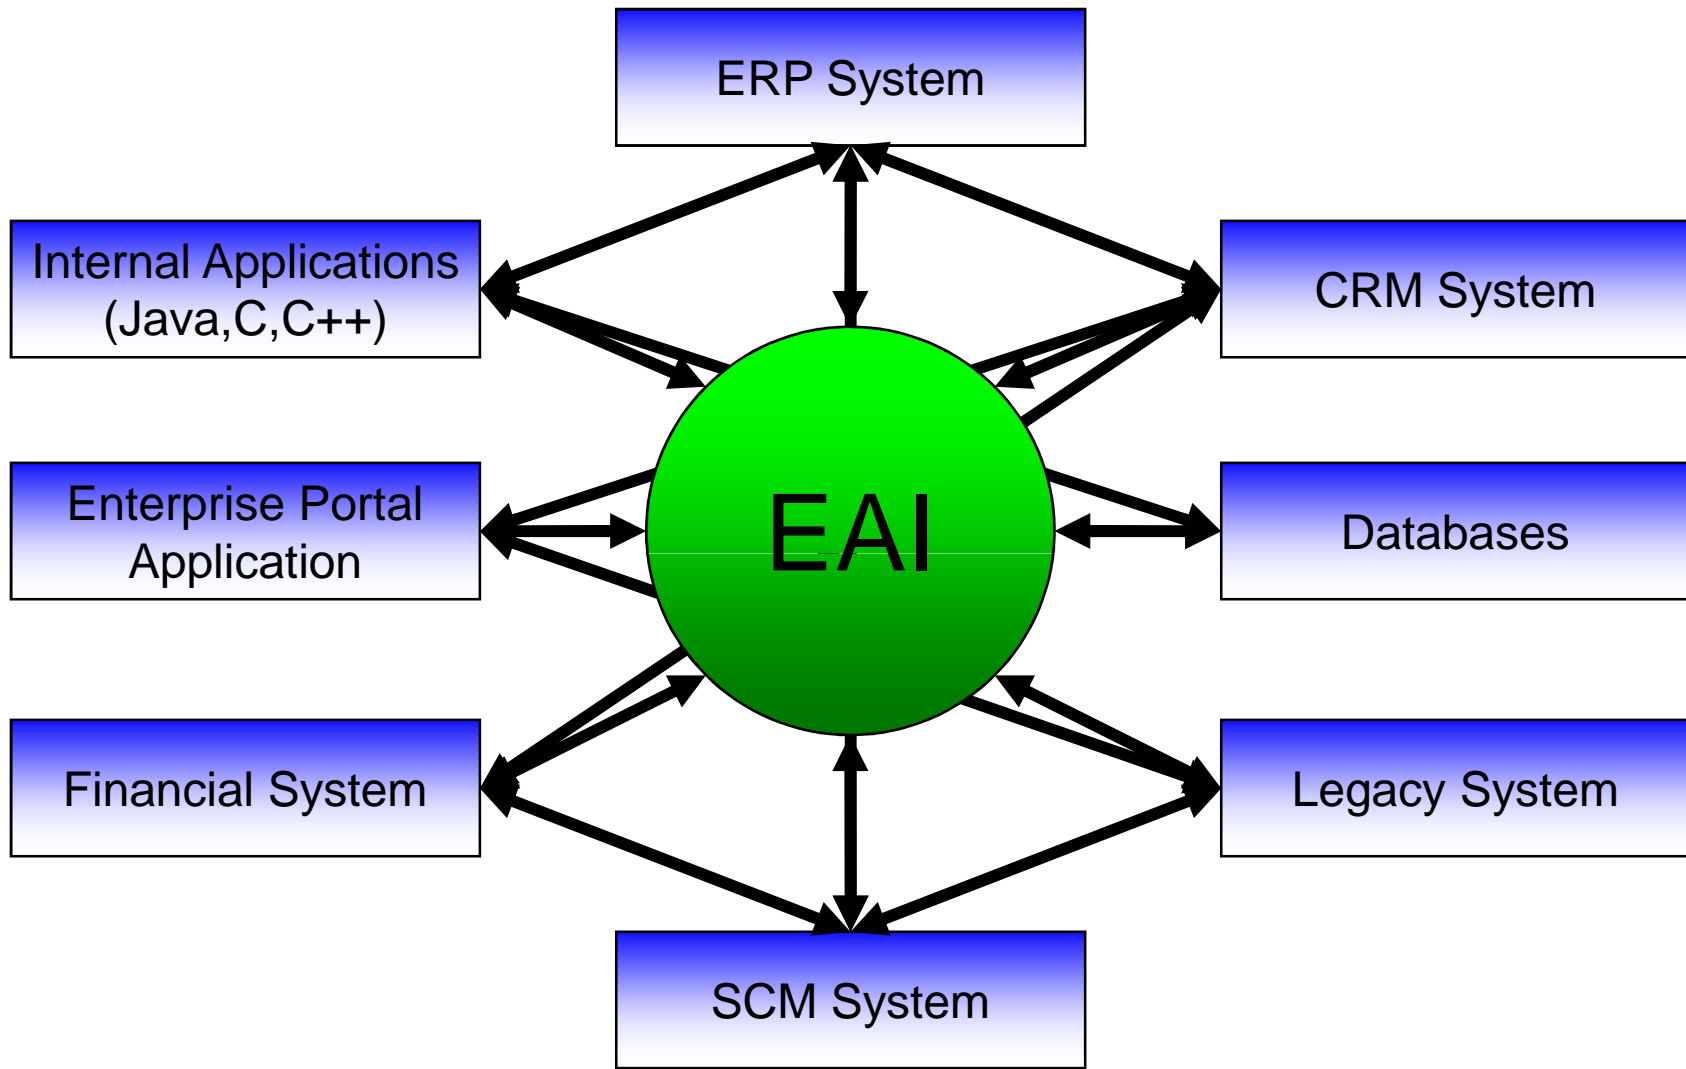 ERP System
Internal Applications
(Java,C,C++)
CRM System
Enterprise Portal
Application
EAI
Databases
Financial System
Legacy System
SCM System